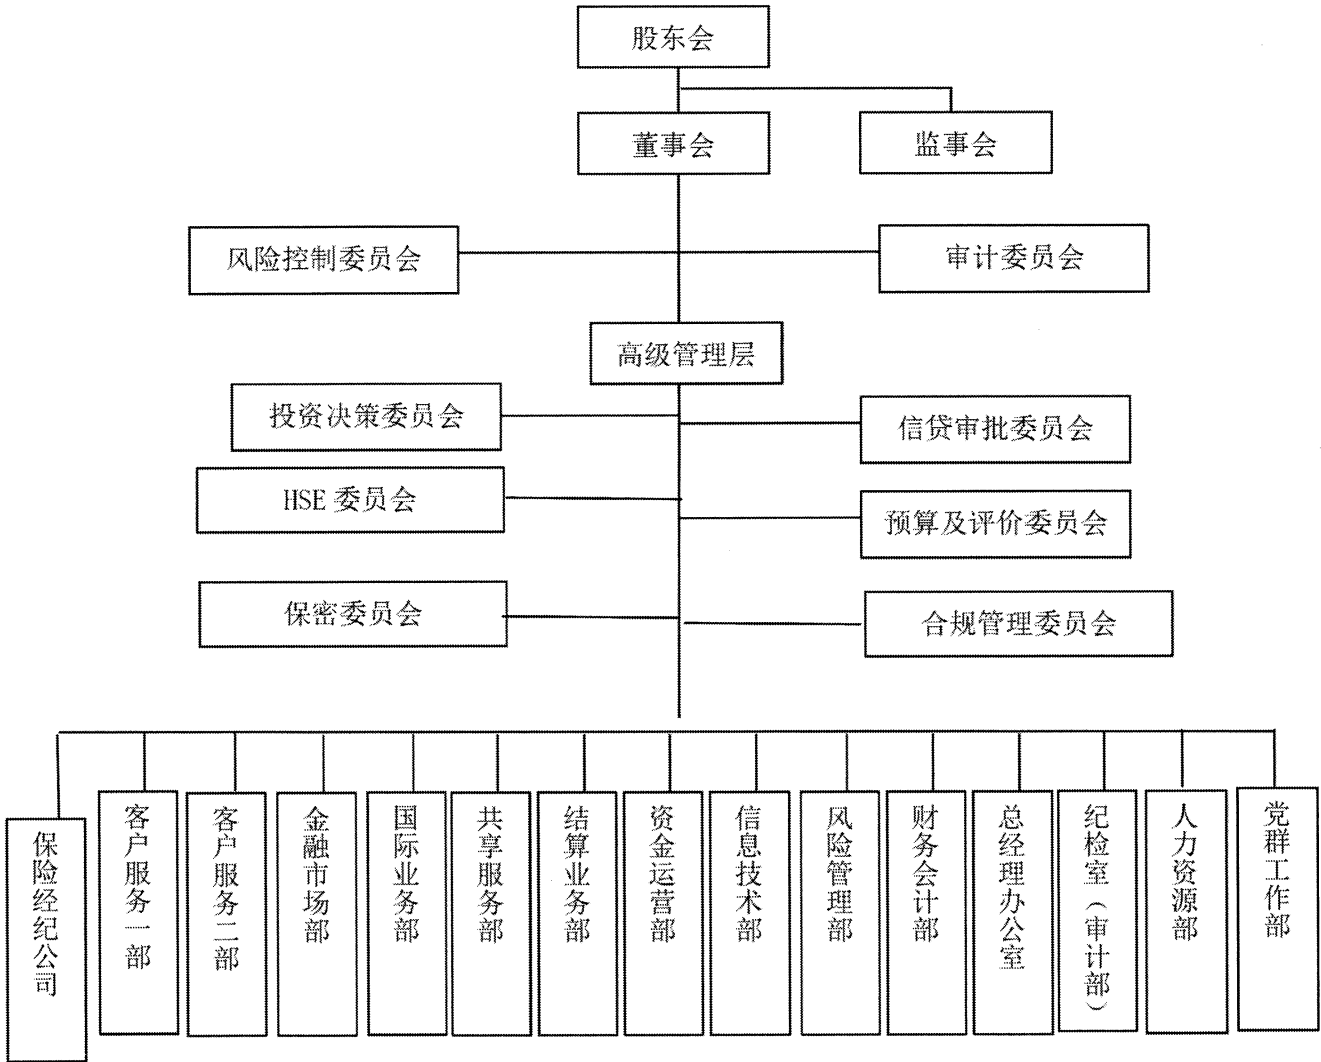 股东会
董事会
监事会
风险控制委员会
审计委员会
高级管理层
投资决策委员会
信贷审批委员会
HSE 委员会
预算及评价委员会
保密委员会
合规管理委员会
保险经纪公司
客户服务一部
客户服务二部
金融市场部
国际业务部
共享服务部
结算业务部
资金运营部
信息技术部
风险管理部
财务会计部
总经理办公室
纪检室（审计部）
人力资源部
党群工作部